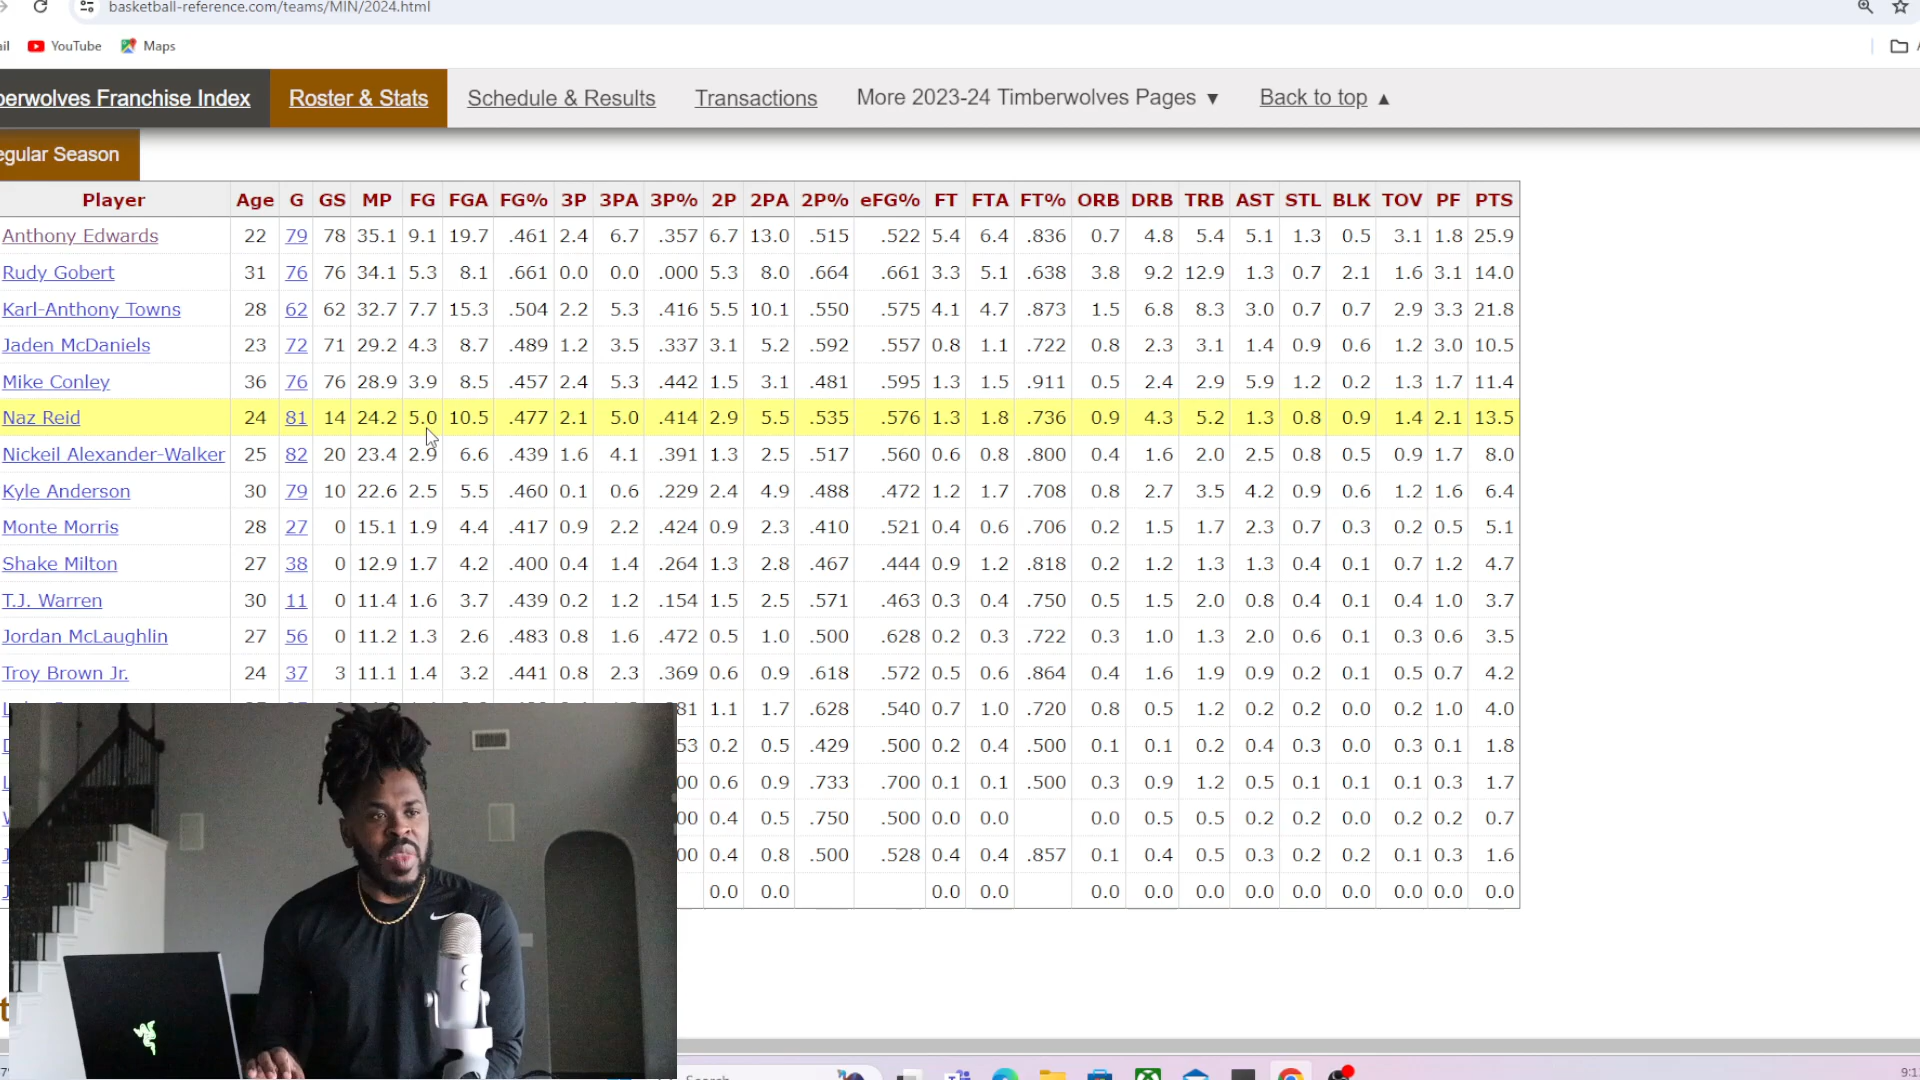 basketball-reference.com/teams/MIN/2024.html
YouTube Maps
Franchise Index Roster & Stats Schedule & Results Transactions More 2023-24 Timberwolves Pages ▼ Back to top ▲
Season
Player Age G GS MP FG FGA FG% 3P 3PA 3P% 2P 2PA 2P% eFG% FT FTA FT% ORB DRB TRB AST STL BLK TOV PF PTS
Anthony Edwards 22 79 78 35.1 9.1 19.7 .461 2.4 6.7 .357 6.7 13.0 .515 .522 5.4 6.4 .836 0.7 4.8 5.4 5.1 1.3 0.5 3.1 1.8 25.9
Rudy Gobert 31 76 76 34.1 5.3 8.1 .661 0.0 0.0 .000 5.3 8.0 .664 .661 3.3 5.1 .638 3.8 9.2 12.9 1.3 0.7 2.1 1.6 3.1 14.0
Karl-Anthony Towns 28 62 62 32.7 7.7 15.3 .504 2.2 5.3 .416 5.5 10.1 .550 .575 4.1 4.7 .873 1.5 6.8 8.3 3.0 0.7 0.7 2.9 3.3 21.8
Jaden McDaniels 23 72 71 29.2 4.3 8.7 .489 1.2 3.5 .337 3.1 5.2 .592 .557 0.8 1.1 .722 0.8 2.3 3.1 1.4 0.9 0.6 1.2 3.0 10.5
Mike Conley 36 76 76 28.9 3.9 8.5 .457 2.4 5.3 .442 1.5 3.1 .481 .595 1.3 1.5 .911 0.5 2.4 2.9 5.9 1.2 0.2 1.3 1.7 11.4
Naz Reid 24 81 14 24.2 5.0 10.5 .477 2.1 5.0 .414 2.9 5.5 .535 .576 1.3 1.8 .736 0.9 4.3 5.2 1.3 0.8 0.9 1.4 2.1 13.5
Nickeil Alexander-Walker 25 82 20 23.4 2.9 6.6 .439 1.6 4.1 .391 1.3 2.5 .517 .560 0.6 0.8 .800 0.4 1.6 2.0 2.5 0.8 0.5 0.9 1.7 8.0
Kyle Anderson 30 79 10 22.6 2.5 5.5 .460 0.1 0.6 .229 2.4 4.9 .488 .472 1.2 1.7 .708 0.8 2.7 3.5 4.2 0.9 0.6 1.2 1.6 6.4
Monte Morris 28 27 0 15.1 1.9 4.4 .417 0.9 2.2 .424 0.9 2.3 .410 .521 0.4 0.6 .706 0.2 1.5 1.7 2.3 0.7 0.3 0.2 0.5 5.1
Shake Milton 27 38 0 12.9 1.7 4.2 .400 0.4 1.4 .264 1.3 2.8 .467 .444 0.9 1.2 .818 0.2 1.2 1.3 1.3 0.4 0.1 0.7 1.2 4.7
T.J. Warren 30 11 0 11.4 1.6 3.7 .439 0.2 1.2 .154 1.5 2.5 .571 .463 0.3 0.4 .750 0.5 1.5 2.0 0.8 0.4 0.1 0.4 1.0 3.7
Jordan McLaughlin 27 56 0 11.2 1.3 2.6 .483 0.8 1.6 .472 0.5 1.0 .500 .628 0.2 0.3 .722 0.3 1.0 1.3 2.0 0.6 0.1 0.3 0.6 3.5
Troy Brown Jr. 24 37 3 11.1 1.4 3.2 .441 0.8 2.3 .369 0.6 0.9 .618 .572 0.5 0.6 .864 0.4 1.6 1.9 0.9 0.2 0.1 0.5 0.7 4.2
81 1.1 1.7 .628 .540 0.7 1.0 .720 0.8 0.5 1.2 0.2 0.2 0.0 0.2 1.0 4.0
53 0.2 0.5 .429 .500 0.2 0.4 .500 0.1 0.1 0.2 0.4 0.3 0.0 0.3 0.1 1.8
00 0.6 0.9 .733 .700 0.1 0.1 .500 0.3 0.9 1.2 0.5 0.1 0.1 0.1 0.3 1.7
00 0.4 0.5 .750 .500 0.0 0.0 0.0 0.5 0.5 0.2 0.2 0.0 0.2 0.2 0.7
00 0.4 0.8 .500 .528 0.4 0.4 .857 0.1 0.4 0.5 0.3 0.2 0.2 0.1 0.3 1.6
0.0 0.0 0.0 0.0 0.0 0.0 0.0 0.0 0.0 0.0 0.0 0.0 0.0
Search